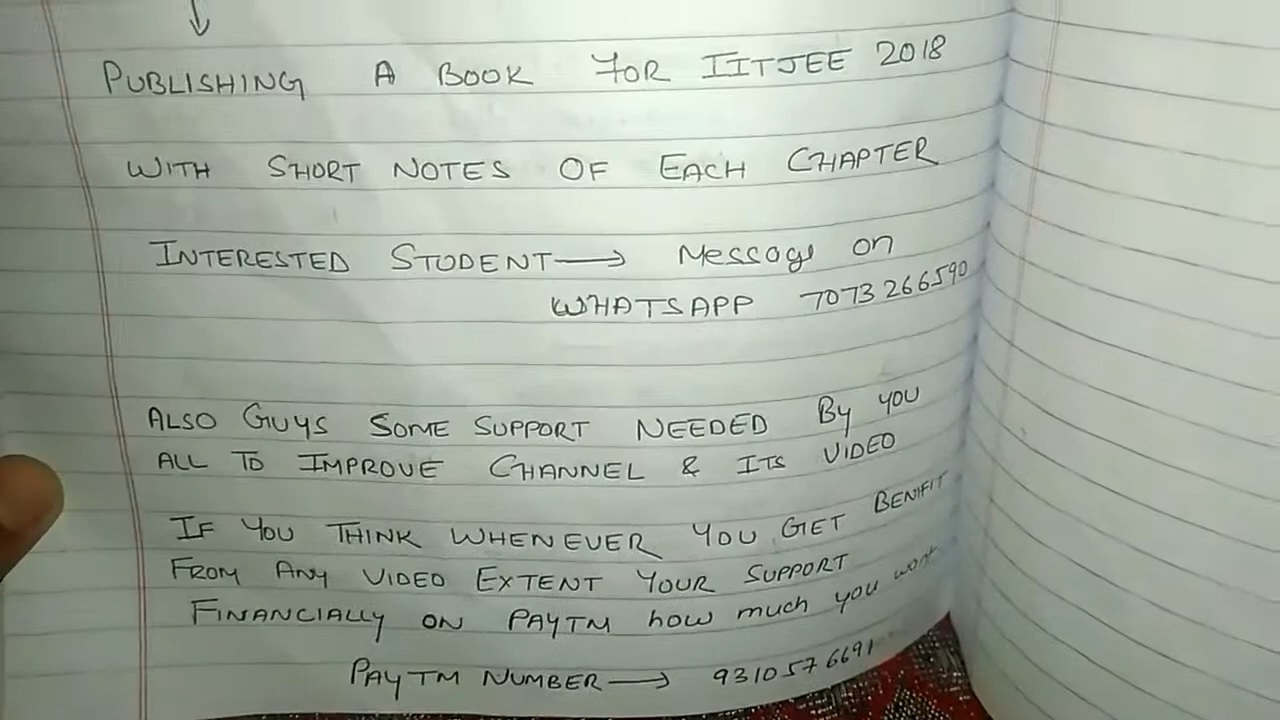 PUBLISHING A BOOK FOR IITJEE 2018
WITH SHORT NOTES OF EACH CHAPTER
INTERESTED STUDENT → Message on
WHATSAPP 7073266590
ALSO GUYS SOME SUPPORT NEEDED By YOU
ALL TO IMPROVE CHANNEL & ITS VIDEO
IF YOU THINK WHENEVER YOU GET BENIFIT
FROM ANY VIDEO EXTENT YOUR SUPPORT
FINANCIALLY ON PAYTM how much you want
PAYTM NUMBER → 9310576691